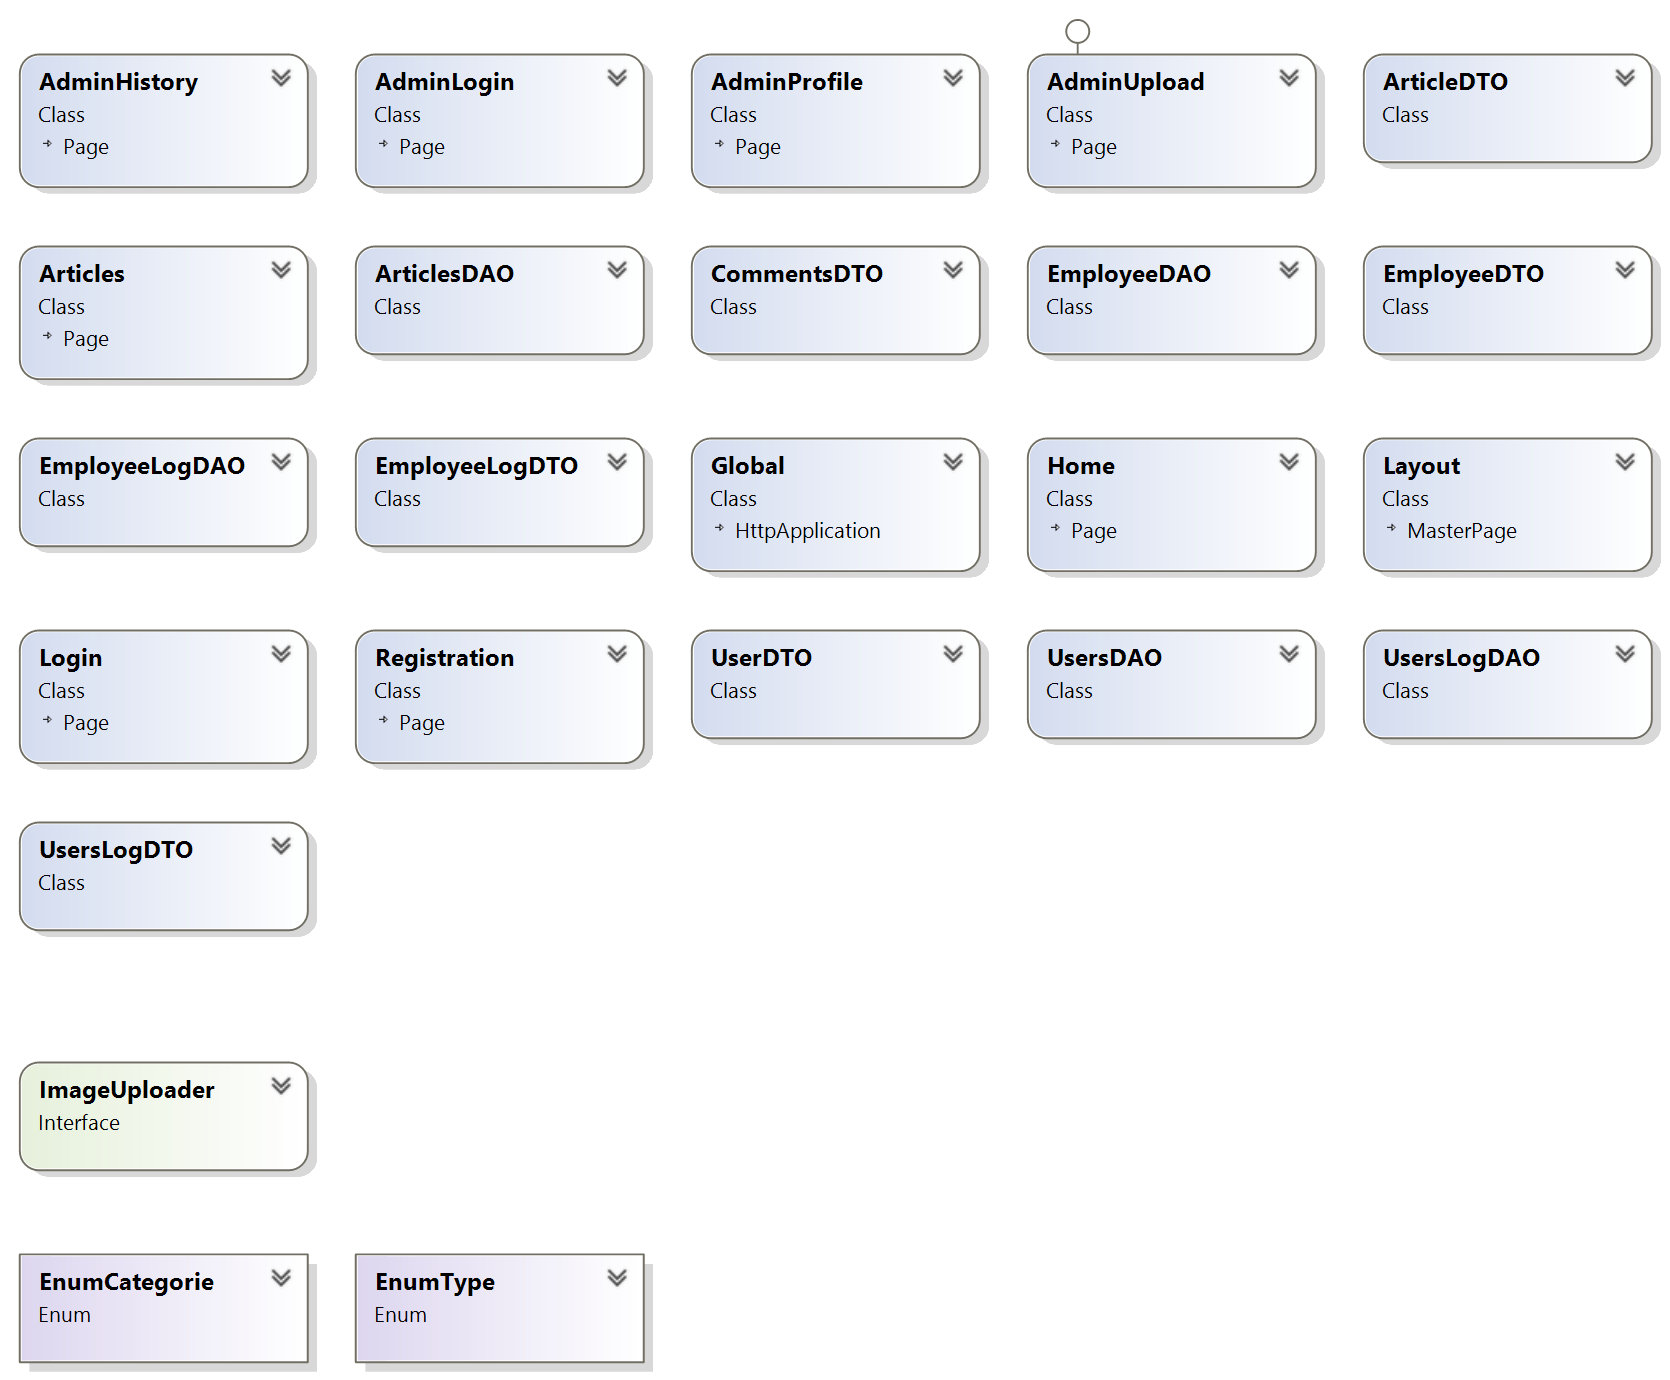 AdminHistory
Class
Page
AdminLogin
Class
Page
AdminProfile
Class
Page
AdminUpload
Class
Page
ArticleDTO
Class
Articles
Class
Page
ArticlesDAO
Class
CommentsDTO
Class
EmployeeDAO
Class
EmployeeDTO
Class
EmployeeLogDAO
Class
EmployeeLogDTO
Class
Global
Class
HttpApplication
Home
Class
Page
Layout
Class
MasterPage
Login
Class
Page
Registration
Class
Page
UserDTO
Class
UsersDAO
Class
UsersLogDAO
Class
UsersLogDTO
Class
ImageUploader
Interface
EnumCategorie
Enum
EnumType
Enum